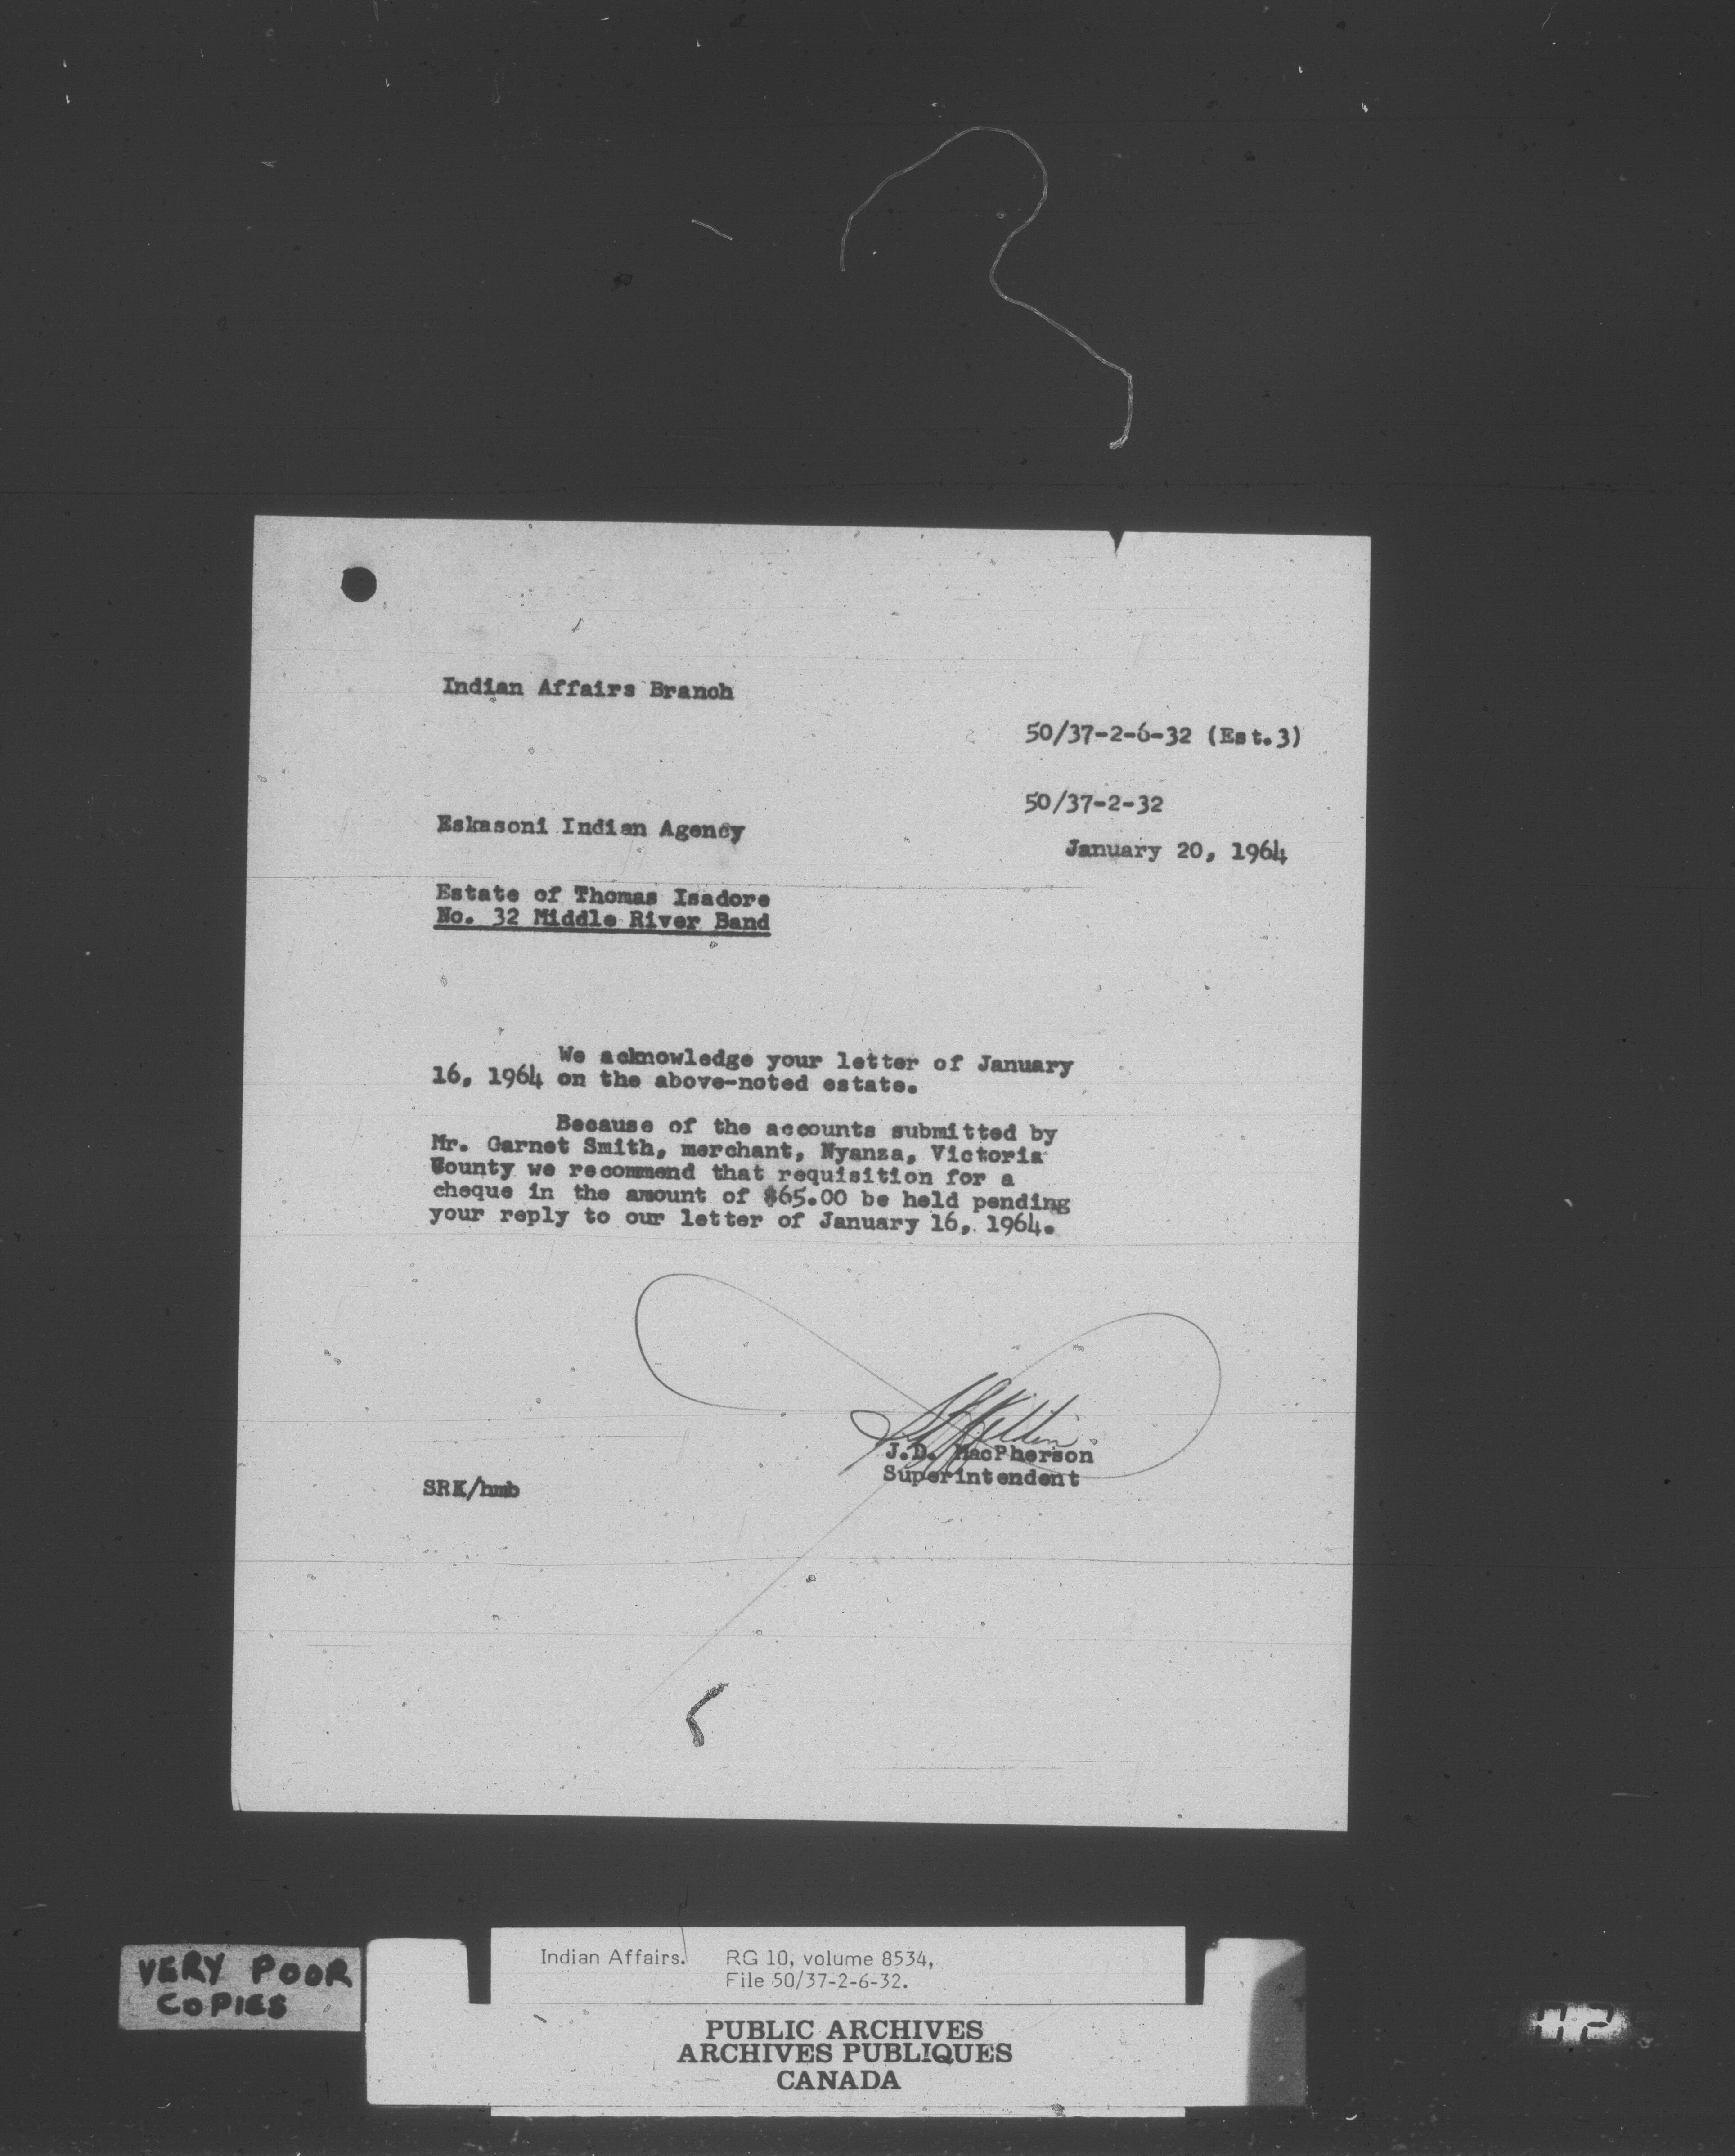 Indian Affairs Branch
50/37-2-6-32 (Est.3)
50/37-2-32
Eskasoni Indian Agency
January 20, 1964
Estate of Thomas Isadore
No. 32 Middle River Band
We acknowledge your letter of January
16, 1964 on the above-noted estate.
Because of the accounts submitted by
Mr. Garnet Smith, merchant, Nyanza, Victoria
County we recommend that requisition for a
cheque in the amount of $65.00 be held pending
your reply to our letter of January 16, 1964.
J.D. MacPherson
Superintendent
SRK/hmb
VERY POOR
COPIES
Indian Affairs. RG 10, volume 8534,
File 50/37-2-6-32.
PUBLIC ARCHIVES
ARCHIVES PUBLIQUES
CANADA